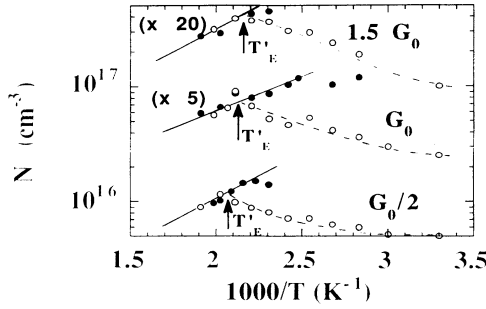 (x 20)
T'E
1.5 G0
10^17
(x 5)
T'E
G0
N (cm^-3)
10^16
T'E
G0/2
1.5 2 2.5 3 3.5
1000/T (K^-1)